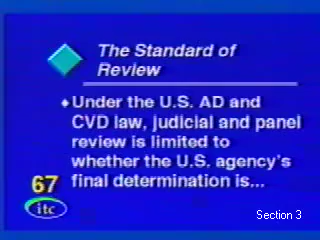 The Standard of
Review
Under the U.S. AD and
CVD law, judicial and panel
review is limited to
whether the U.S. agency's
final determination is...
67
itc
Section 3